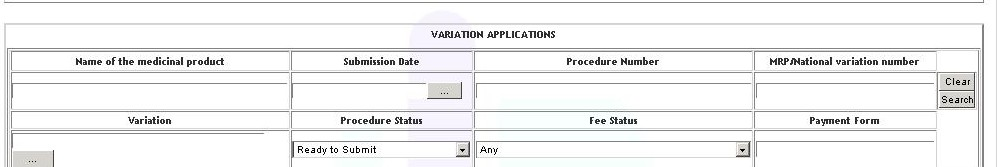 VARIATION APPLICATIONS
Name of the medicinal product Submission Date Procedure Number MRP/National variation number
... Clear
Search
Variation Procedure Status Fee Status Payment Form
Ready to Submit Any
...